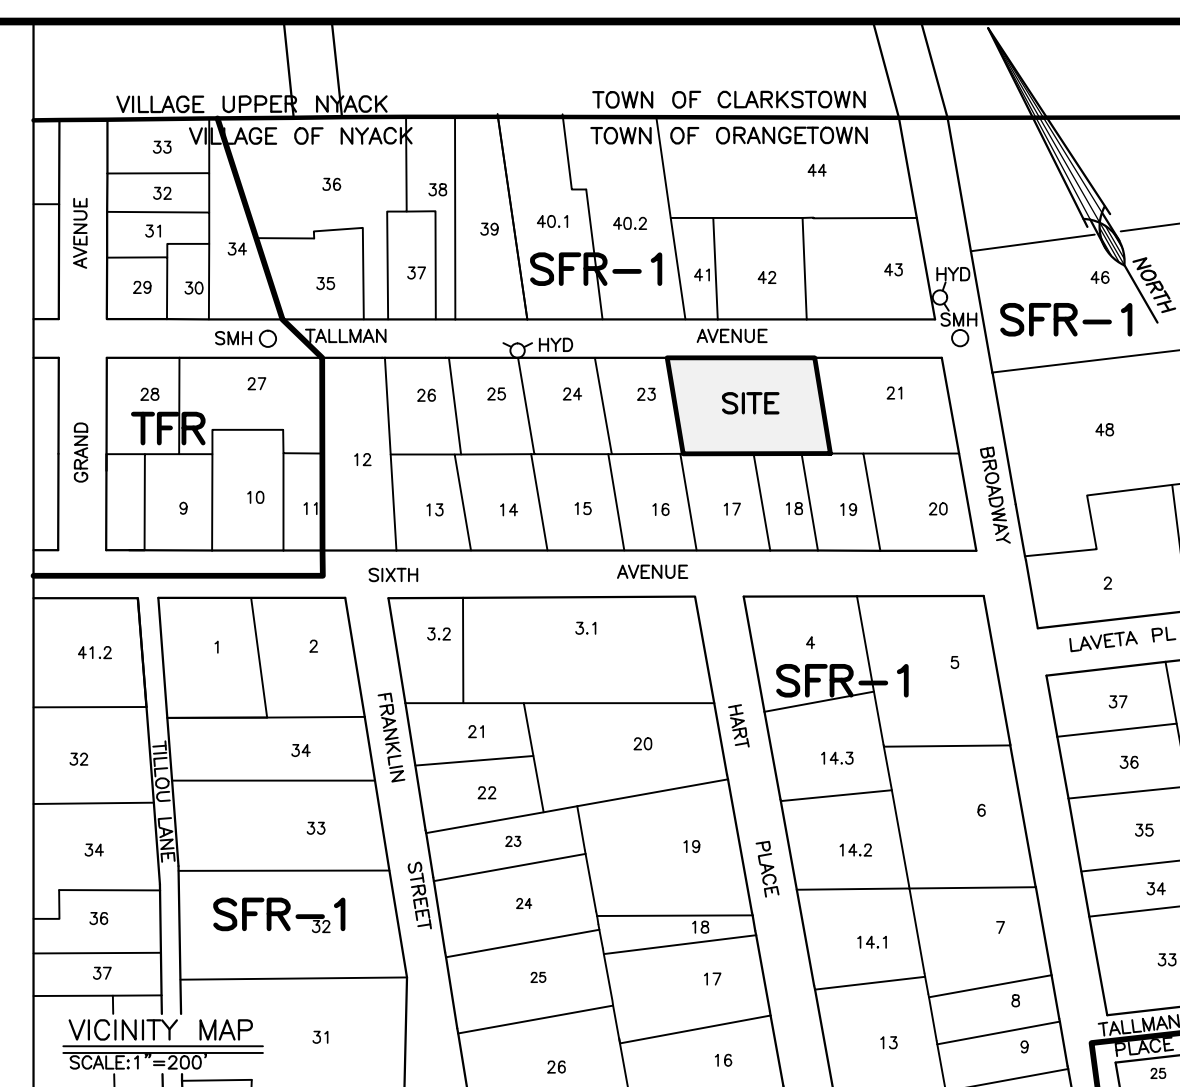 VILLAGE UPPER NYACK
TOWN OF CLARKSTOWN
VILLAGE OF NYACK
TOWN OF ORANGETOWN
33
36
38
44
32
31
34
39
40.1
40.2
AVENUE
29
30
35
37
SFR-1
41
42
43
HYD
46
NORTH
SMH
SFR-1
SMH
TALLMAN
HYD
AVENUE
28
27
26
25
24
23
SITE
21
TFR
48
GRAND
12
BROADWAY
9
10
11
13
14
15
16
17
18
19
20
SIXTH
AVENUE
2
41.2
1
2
3.2
3.1
4
5
LAVETA PL
SFR-1
FRANKLIN
HART
37
32
TILLOU LANE
34
21
20
14.3
36
22
33
23
19
6
35
34
14.2
PLACE
STREET
34
36
SFR-1
32
24
18
14.1
7
33
37
25
17
8
VICINITY MAP
SCALE:1"=200'
31
26
16
13
9
TALLMAN
PLACE
25